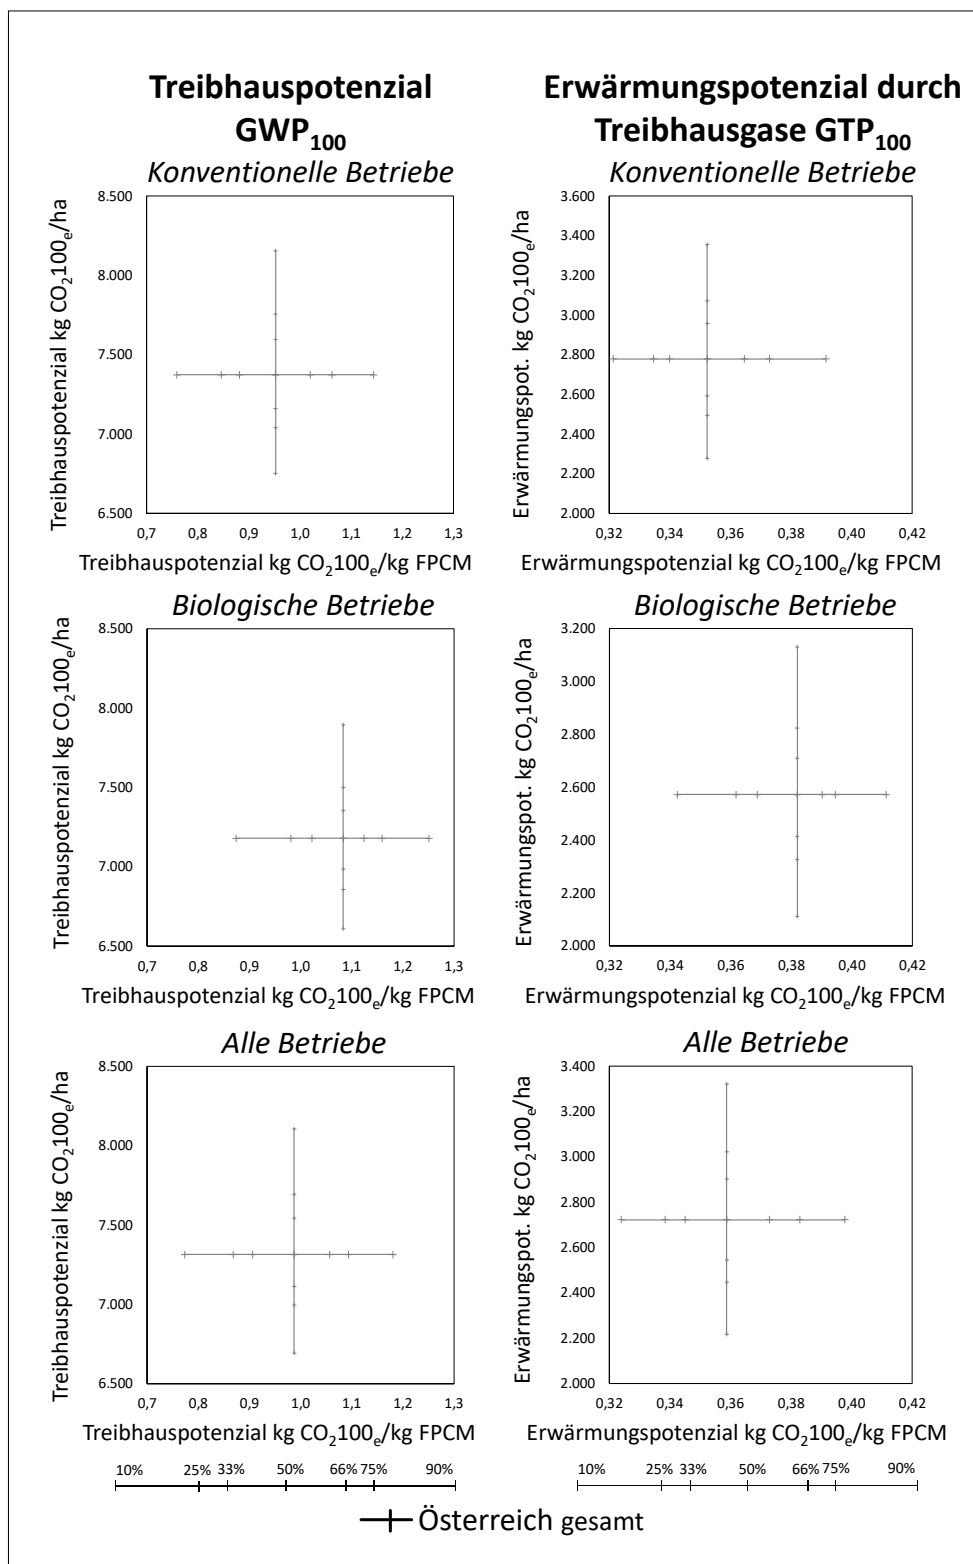 Treibhauspotenzial
GWP₁₀₀
Erwärmungspotenzial durch
Treibhausgase GTP₁₀₀
Konventionelle Betriebe
Treibhauspotenzial kg CO₂100ₑ/ha
8.500
8.000
7.500
7.000
6.500
0,7 0,8 0,9 1,0 1,1 1,2 1,3
Treibhauspotenzial kg CO₂100ₑ/kg FPCM
Konventionelle Betriebe
Erwärmungspot. kg CO₂100ₑ/ha
3.600
3.400
3.200
3.000
2.800
2.600
2.400
2.200
2.000
0,32 0,34 0,36 0,38 0,40 0,42
Erwärmungspotenzial kg CO₂100ₑ/kg FPCM
Biologische Betriebe
Treibhauspotenzial kg CO₂100ₑ/ha
8.500
8.000
7.500
7.000
6.500
0,7 0,8 0,9 1,0 1,1 1,2 1,3
Treibhauspotenzial kg CO₂100ₑ/kg FPCM
Biologische Betriebe
Erwärmungspot. kg CO₂100ₑ/ha
3.200
3.000
2.800
2.600
2.400
2.200
2.000
0,32 0,34 0,36 0,38 0,40 0,42
Erwärmungspotenzial kg CO₂100ₑ/kg FPCM
Alle Betriebe
Treibhauspotenzial kg CO₂100ₑ/ha
8.500
8.000
7.500
7.000
6.500
0,7 0,8 0,9 1,0 1,1 1,2 1,3
Treibhauspotenzial kg CO₂100ₑ/kg FPCM
Alle Betriebe
Erwärmungspot. kg CO₂100ₑ/ha
3.400
3.200
3.000
2.800
2.600
2.400
2.200
2.000
0,32 0,34 0,36 0,38 0,40 0,42
Erwärmungspotenzial kg CO₂100ₑ/kg FPCM
10% 25% 33% 50% 66% 75% 90%
10% 25% 33% 50% 66% 75% 90%
Österreich gesamt